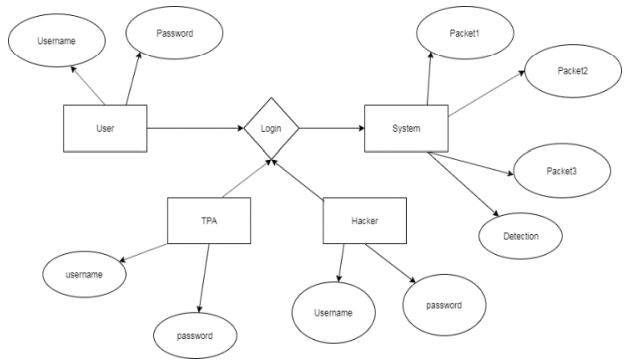 Username
Password
Packet1
Packet2
User
Login
System
Packet3
TPA
Hacker
Detection
username
Username
password
password